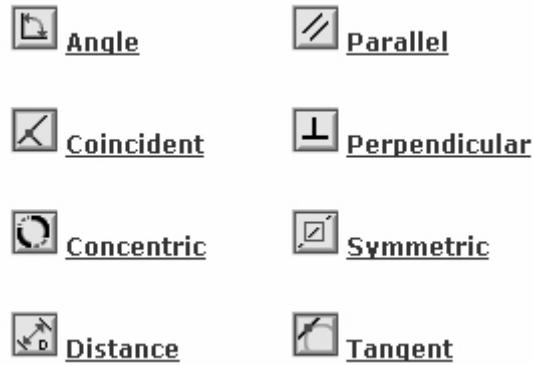 Angle Parallel
Coincident Perpendicular
Concentric Symmetric
D Distance Tangent